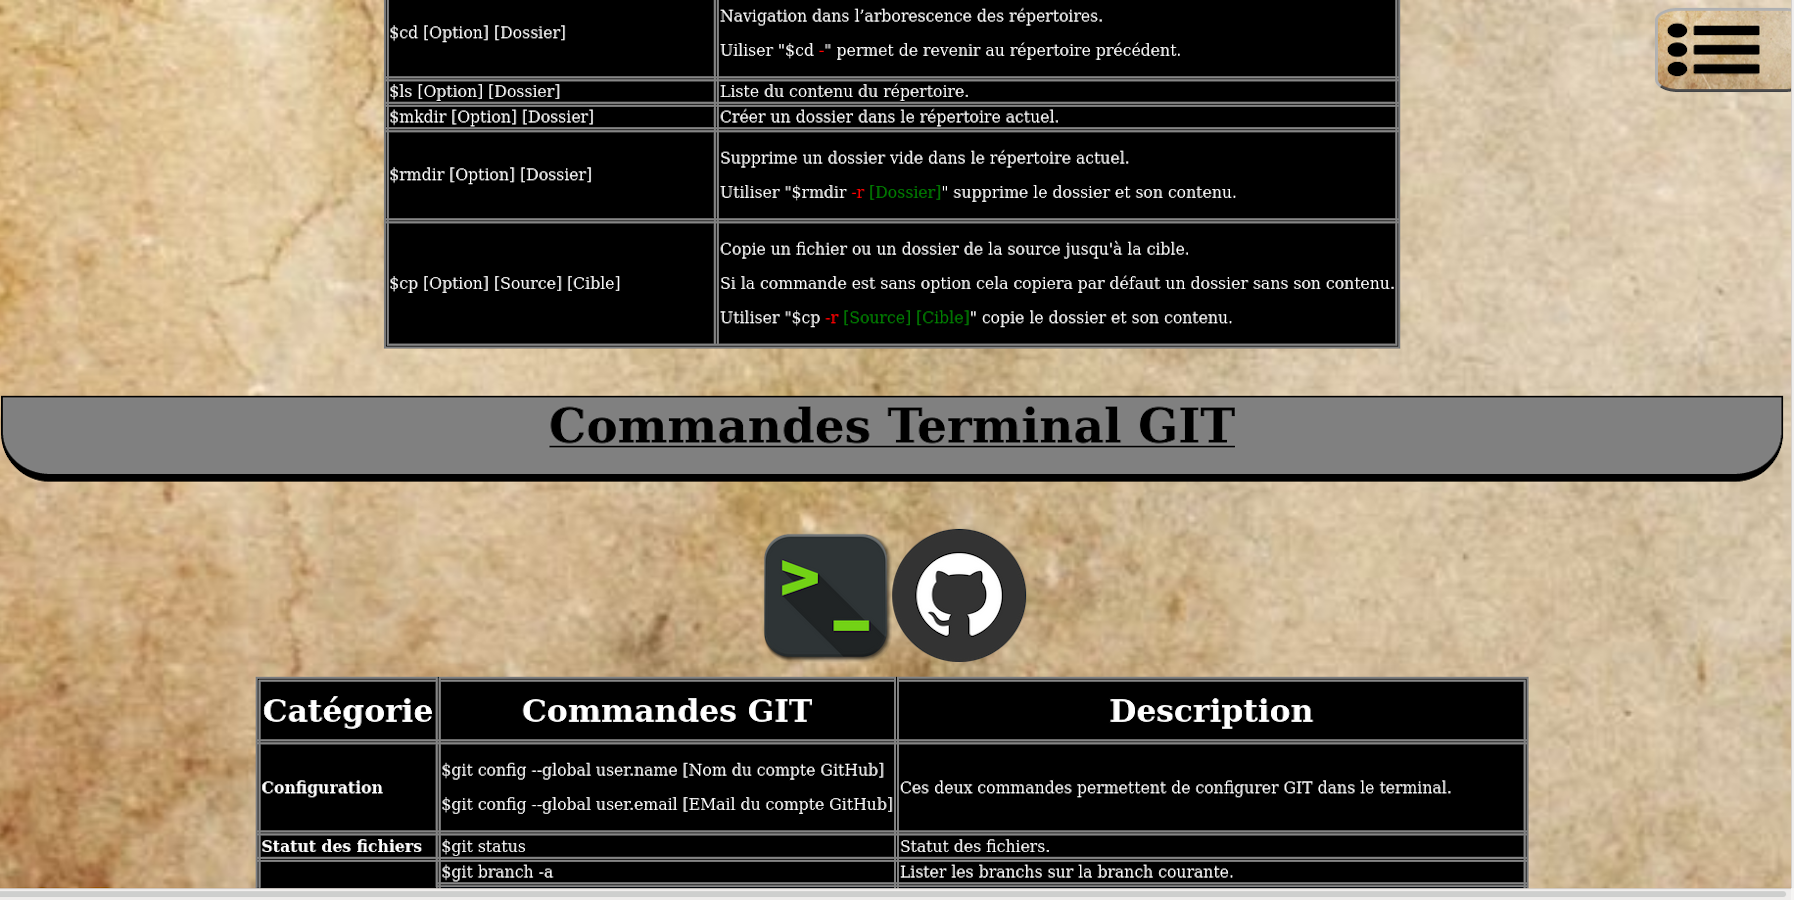 $cd [Option] [Dossier]
Navigation dans l’arborescence des répertoires.
Uiliser "$cd -" permet de revenir au répertoire précédent.
$ls [Option] [Dossier]
Liste du contenu du répertoire.
$mkdir [Option] [Dossier]
Créer un dossier dans le répertoire actuel.
$rmdir [Option] [Dossier]
Supprime un dossier vide dans le répertoire actuel.
Utiliser "$rmdir -r [Dossier]" supprime le dossier et son contenu.
$cp [Option] [Source] [Cible]
Copie un fichier ou un dossier de la source jusqu'à la cible.
Si la commande est sans option cela copiera par défaut un dossier sans son contenu.
Utiliser "$cp -r [Source] [Cible]" copie le dossier et son contenu.
Commandes Terminal GIT
>_
Catégorie
Commandes GIT
Description
Configuration
$git config --global user.name [Nom du compte GitHub]
$git config --global user.email [EMail du compte GitHub]
Ces deux commandes permettent de configurer GIT dans le terminal.
Statut des fichiers
$git status
Statut des fichiers.
$git branch -a
Lister les branchs sur la branch courante.